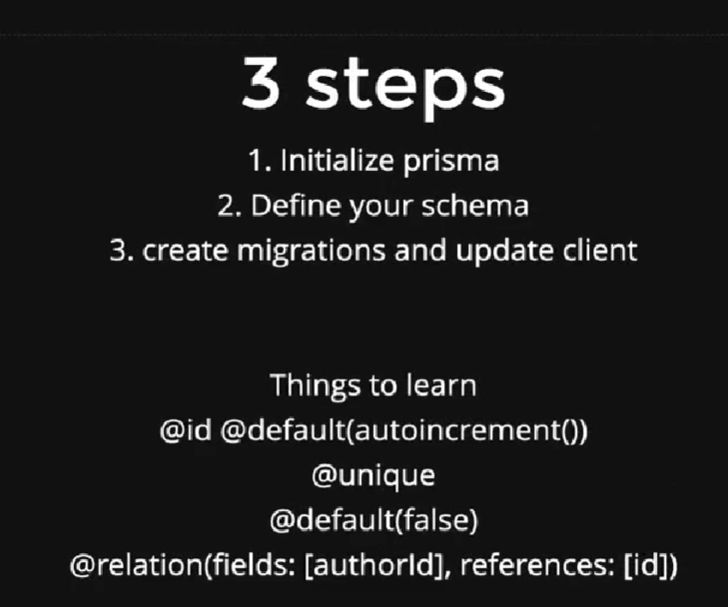 3 steps
1. Initialize prisma
2. Define your schema
3. create migrations and update client
Things to learn
@id @default(autoincrement())
@unique
@default(false)
@relation(fields: [authorId], references: [id])